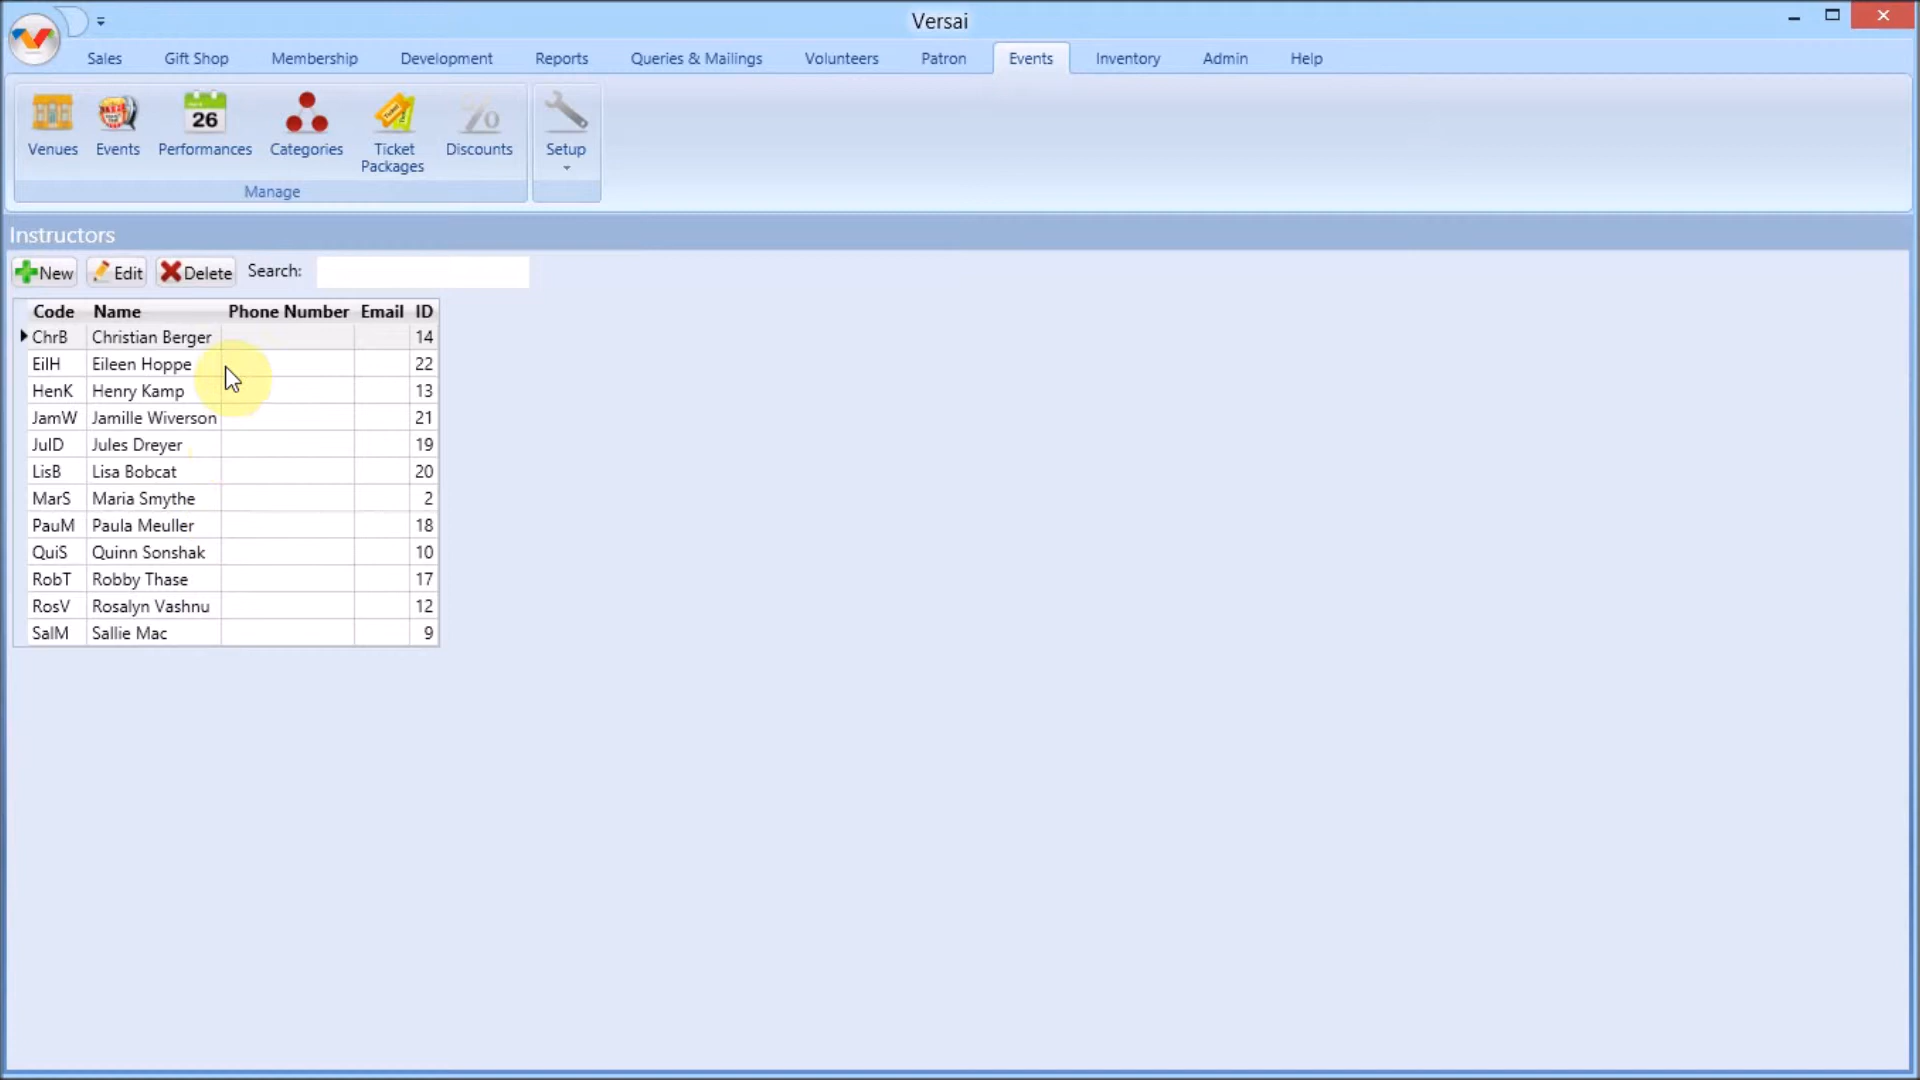 Versai
Sales Gift Shop Membership Development Reports Queries & Mailings Volunteers Patron Events Inventory Admin Help
26
Venues Events Performances Categories Ticket Packages Discounts Setup
Manage
Instructors
New Edit Delete Search:
Code Name Phone Number Email ID
ChrB Christian Berger 14
EilH Eileen Hoppe 22
HenK Henry Kamp 13
JamW Jamille Wiverson 21
JulD Jules Dreyer 19
LisB Lisa Bobcat 20
MarS Maria Smythe 2
PauM Paula Meuller 18
QuiS Quinn Sonshak 10
RobT Robby Thase 17
RosV Rosalyn Vashnu 12
SalM Sallie Mac 9